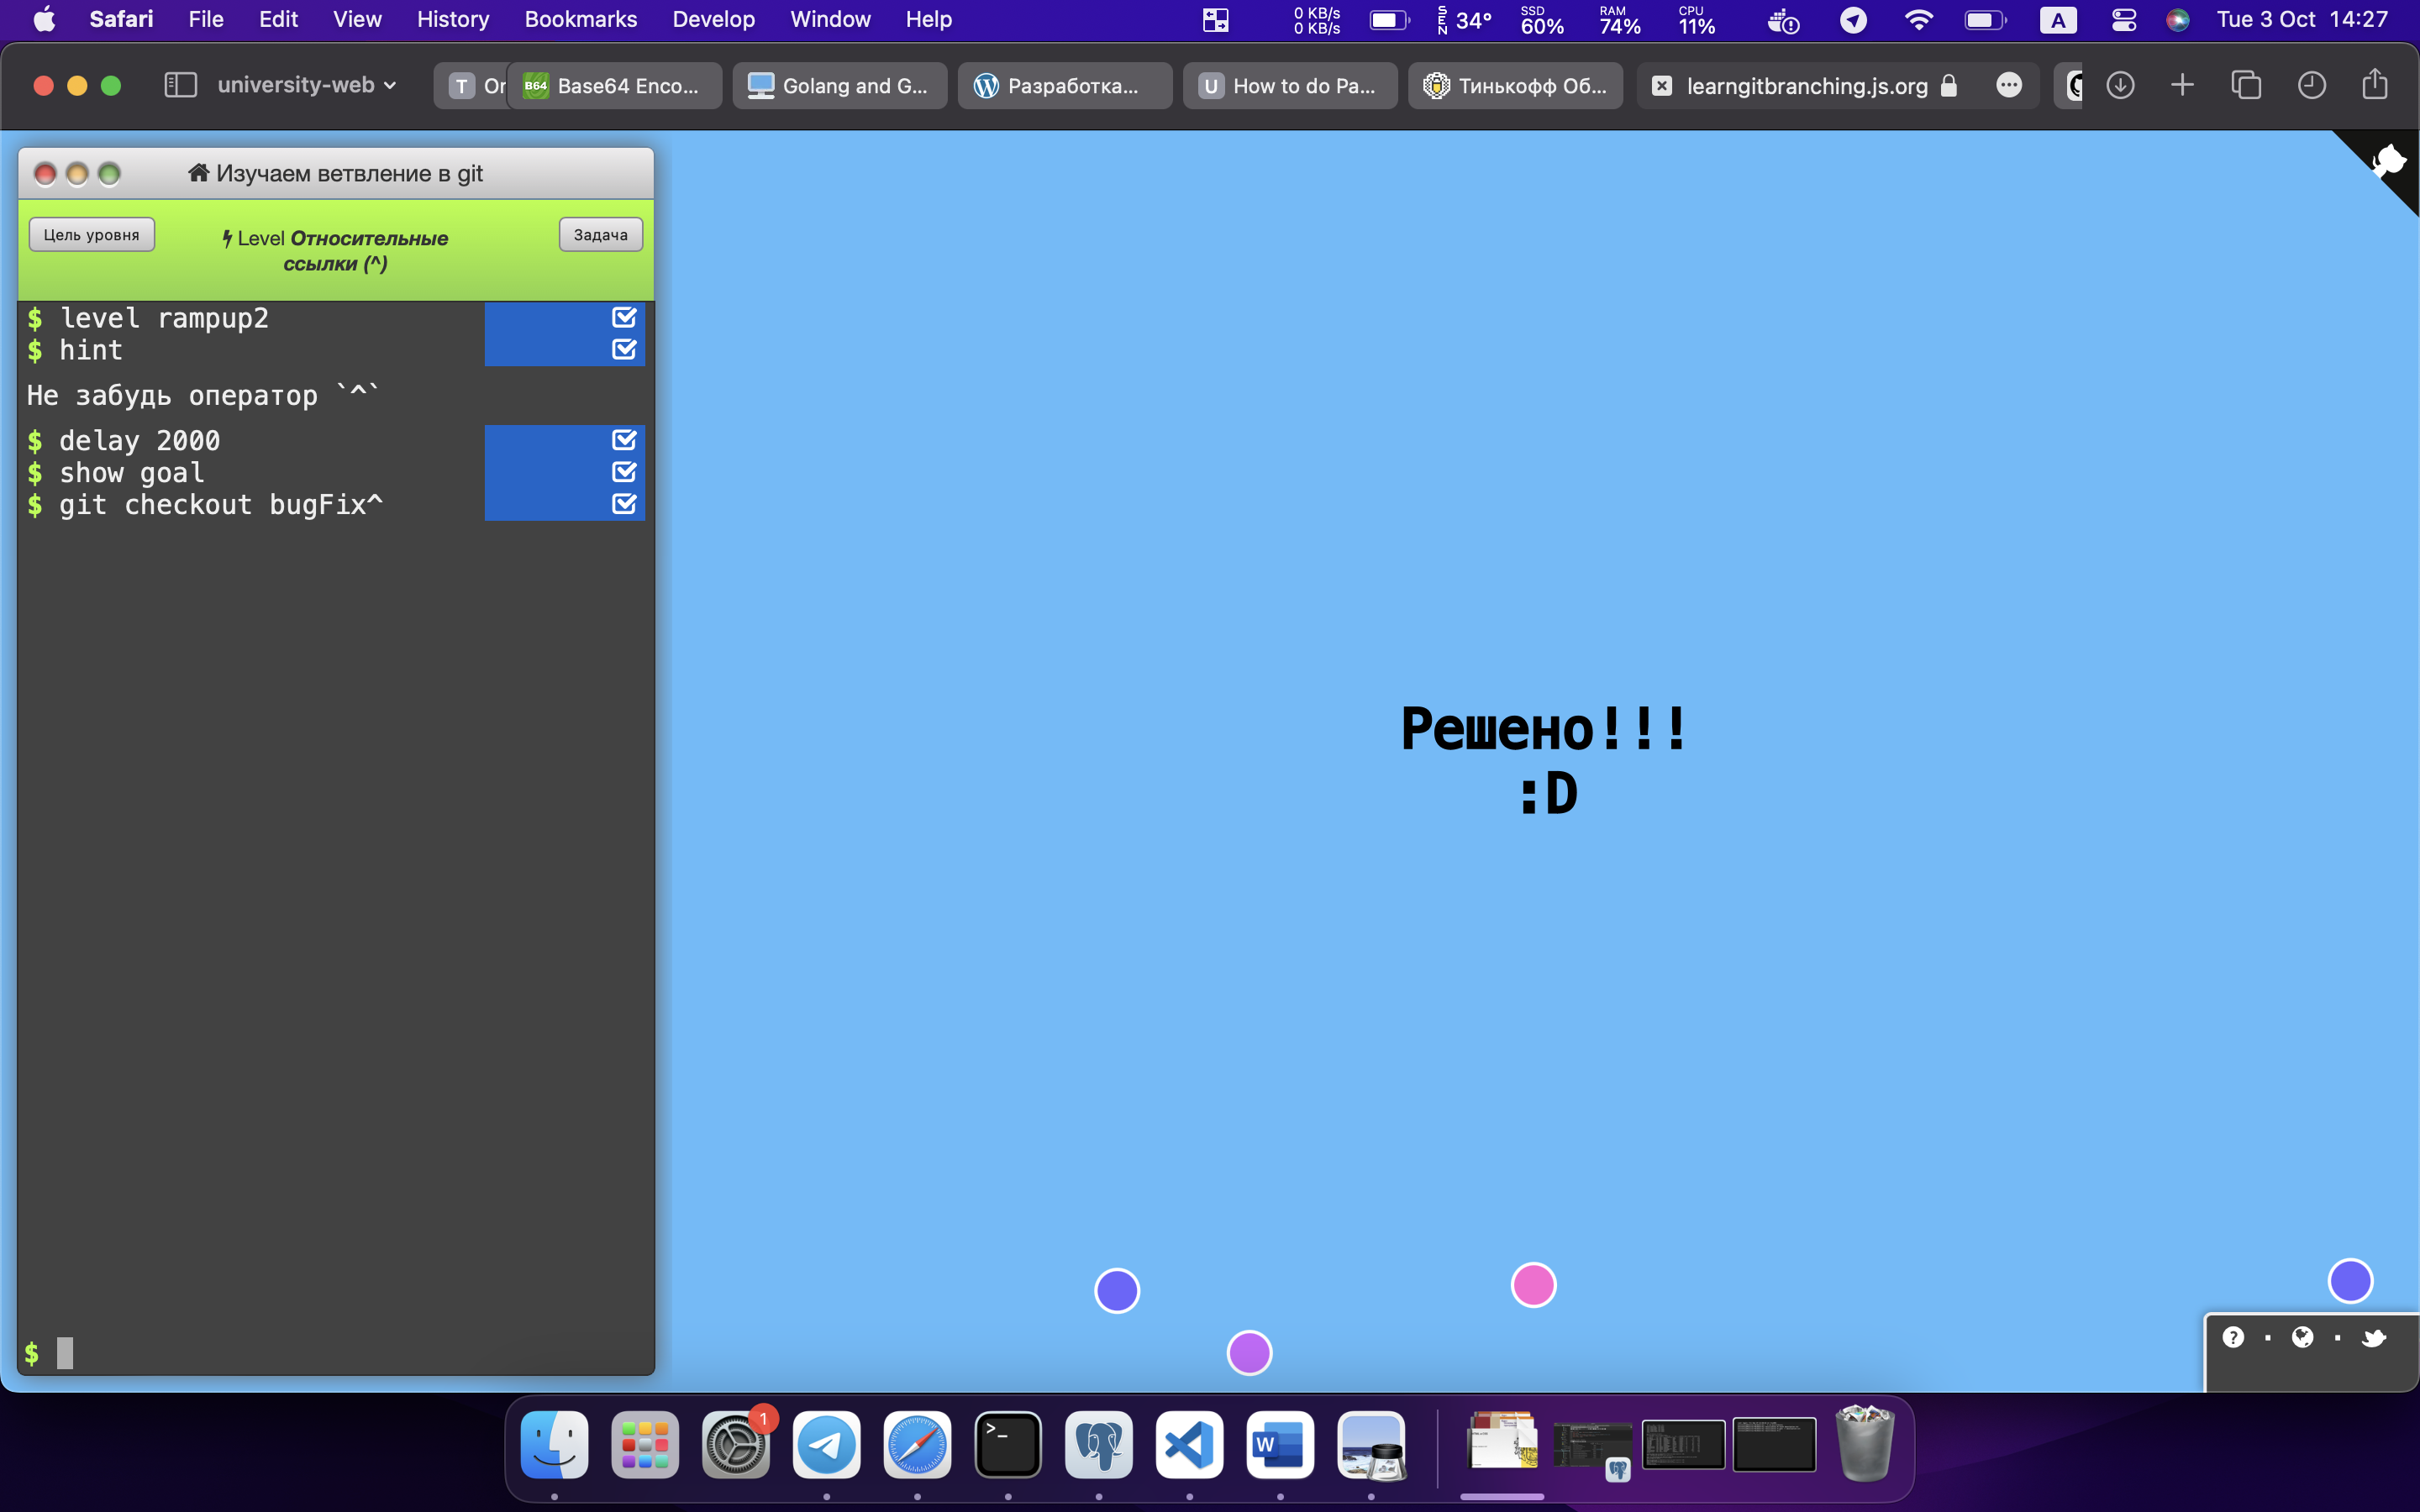 Safari File Edit View History Bookmarks Develop Window Help
0 KB/s
0 KB/s
SEN 34°
SSD
60%
RAM
74%
CPU
11%
A
Tue 3 Oct 14:27
university-web
T Or
B64 Base64 Enco...
Golang and G...
Разработка...
U How to do Pa...
Тинькофф Об...
learngitbranching.js.org
Изучаем ветвление в git
Цель уровня
Level Относительные
ссылки (^)
Задача
$ level rampup2
$ hint
Не забудь оператор `^`
$ delay 2000
$ show goal
$ git checkout bugFix^
$
Решено!!!
:D
?
1
>_
W